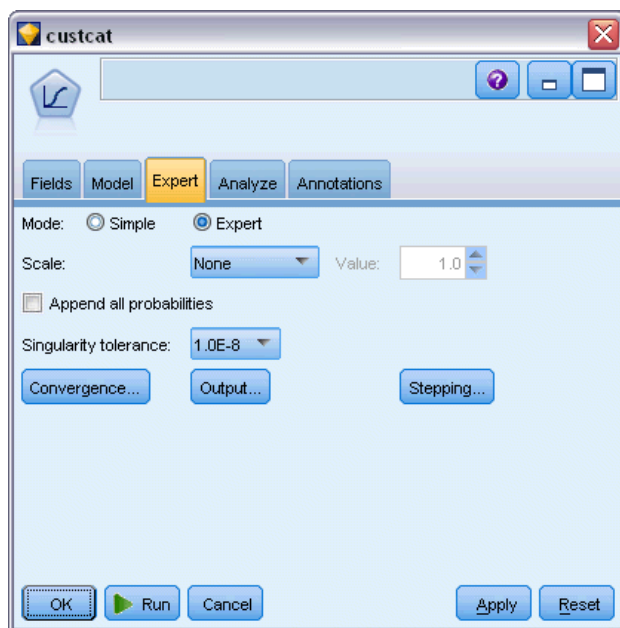 custcat
?
Fields Model Expert Analyze Annotations
Mode: Simple Expert
Scale: None Value: 1.0
Append all probabilities
Singularity tolerance: 1.0E-8
Convergence... Output... Stepping...
OK Run Cancel Apply Reset